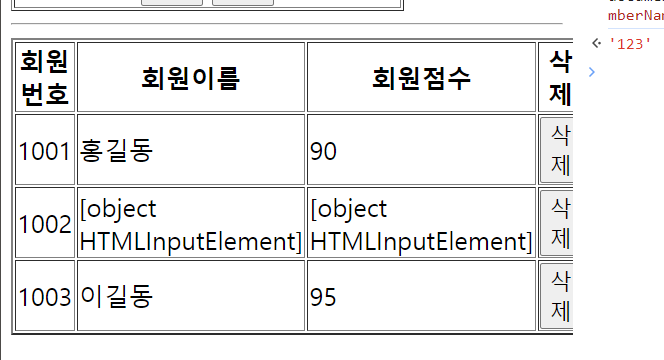 회원
번호
회원이름
회원점수
삭
제
1001
홍길동
90
삭
제
1002
[object
HTMLInputElement]
[object
HTMLInputElement]
삭
제
1003
이길동
95
삭
제
mberNam
'123'